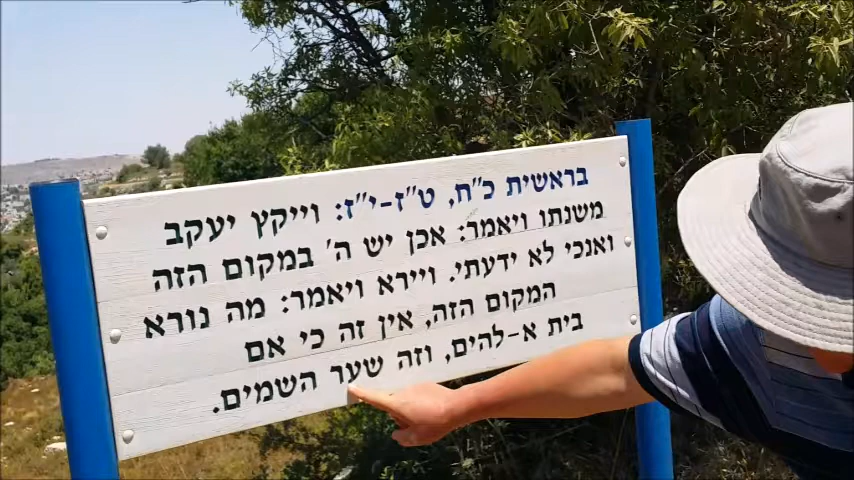 בראשית, כ"ח, ט"ז-י"ז: וייקץ יעקב
משנתו ויאמר: אכן יש ה' במקום הזה
ואנכי לא ידעתי. ויירא ויאמר: מה נורא
המקום הזה, אין זה כי אם
בית א-להים, וזה שער השמים.